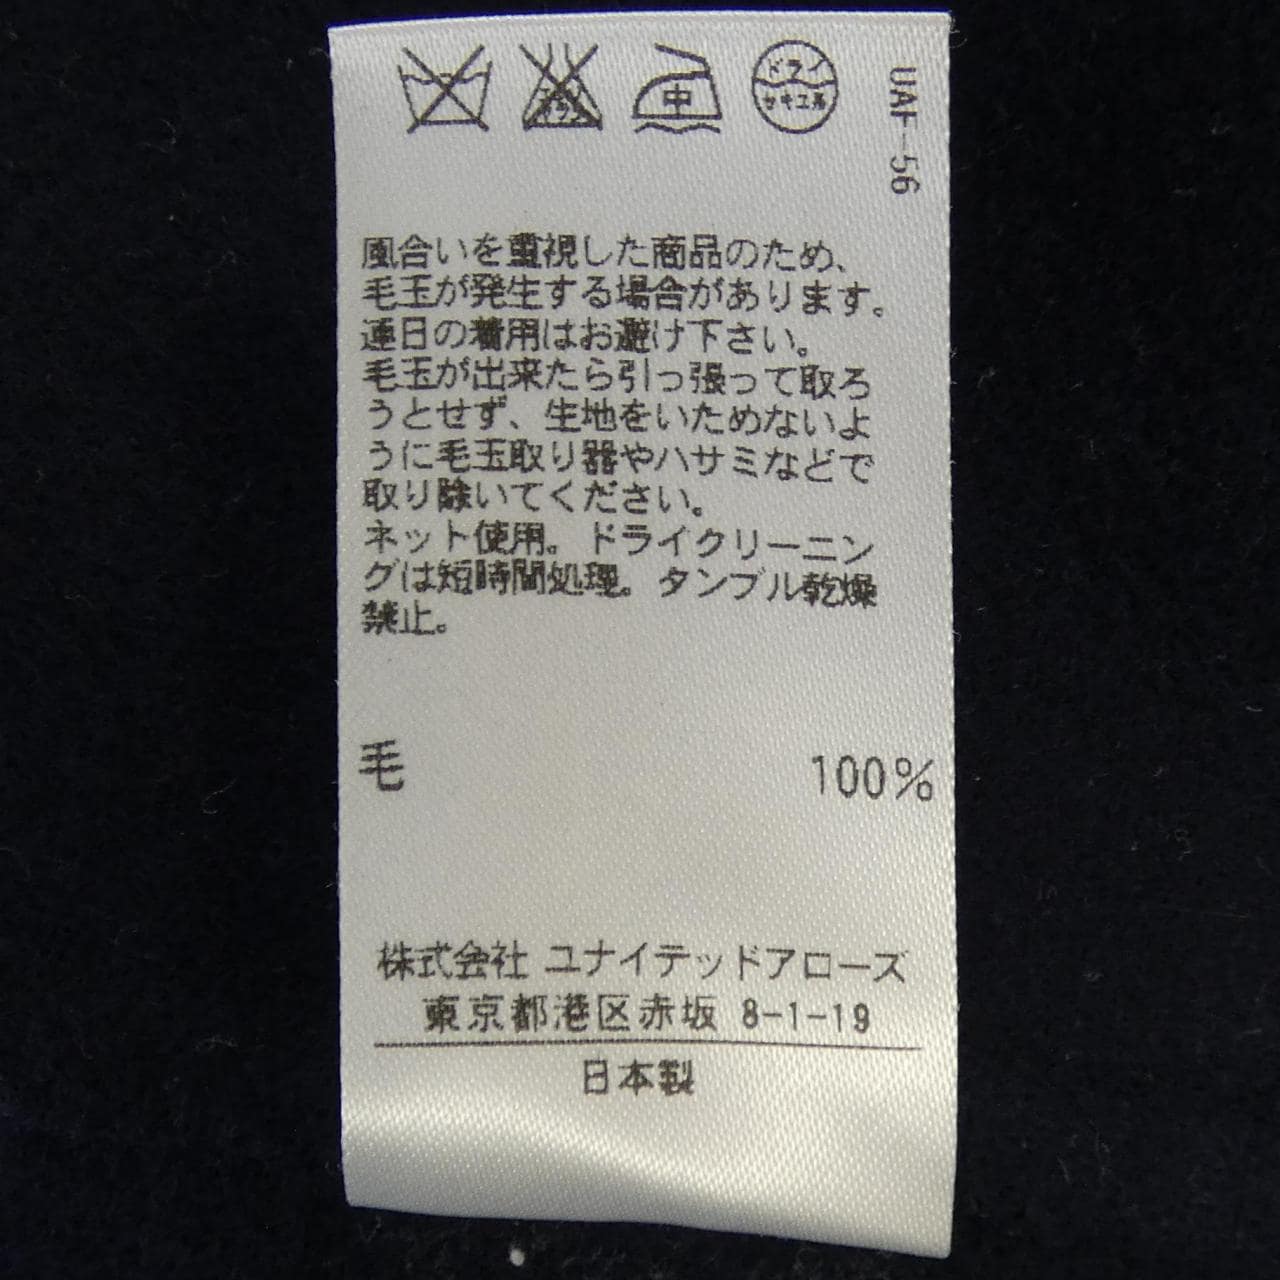 エンソ
サラシ
中
ドライ
セキユ系
UAF-56
風合いを重視した商品のため、
毛玉が発生する場合があります。
連日の着用はお避け下さい。
毛玉が出来たら引っ張って取ろ
うとせず、生地をいためないよ
うに毛玉取り器やハサミなどで
取り除いてください。
ネット使用。ドライクリーニン
グは短時間処理。タンブル乾燥
禁止。
毛 100%
株式会社 ユナイテッドアローズ
東京都港区赤坂 8-1-19
日本製